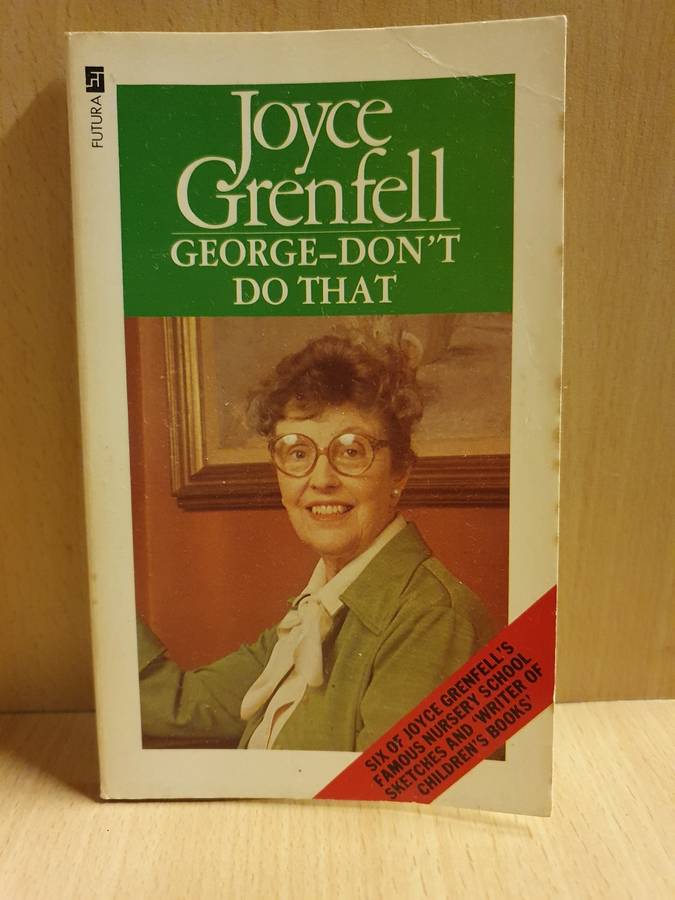 FUTURA
Joyce
Grenfell
GEORGE–DON'T
DO THAT
SIX OF JOYCE GRENFELL'S
FAMOUS NURSERY SCHOOL
SKETCHES AND 'WRITER OF
CHILDREN'S BOOKS'